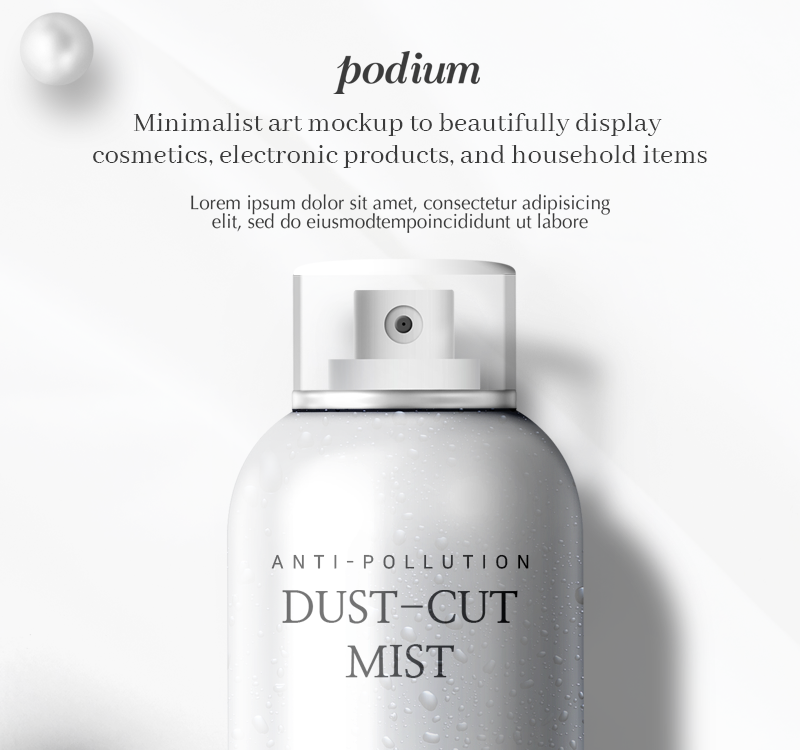 podium
Minimalist art mockup to beautifully display
cosmetics, electronic products, and household items
Lorem ipsum dolor sit amet, consectetur adipisicing
elit, sed do eiusmodtempoincididunt ut labore
ANTI-POLLUTION
DUST-CUT
MIST